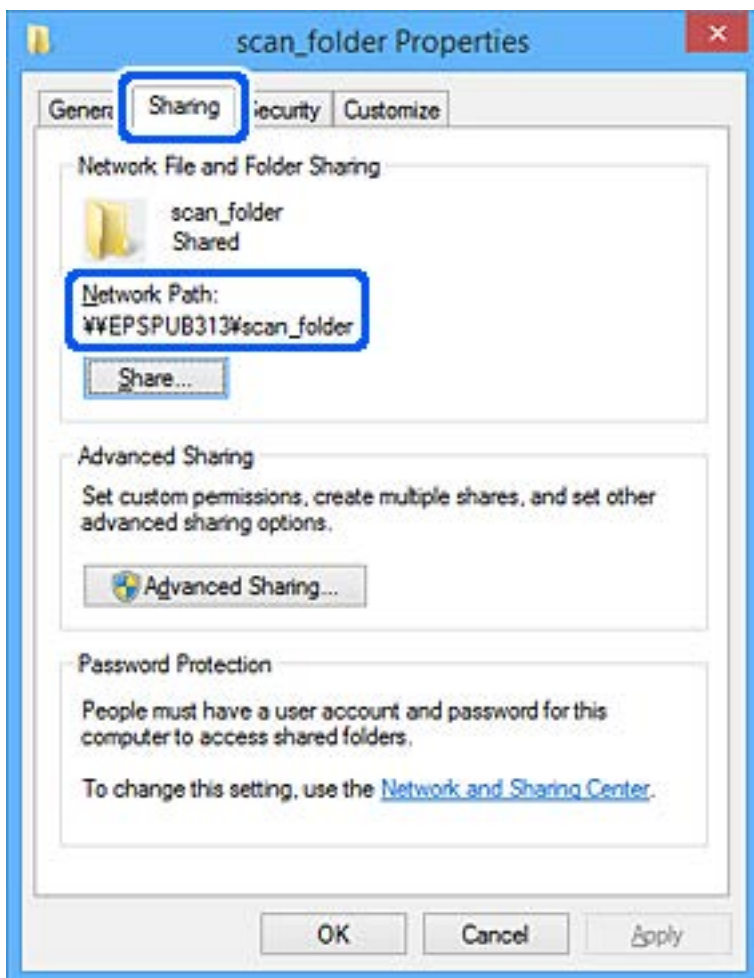 scan_folder Properties
Genera Sharing ecurity Customize
Network File and Folder Sharing
scan_folder
Shared
Network Path:
¥¥EPSPUB313¥scan_folder
Share...
Advanced Sharing
Set custom permissions, create multiple shares, and set other
advanced sharing options.
Advanced Sharing...
Password Protection
People must have a user account and password for this
computer to access shared folders.
To change this setting, use the Network and Sharing Center.
OK Cancel Apply